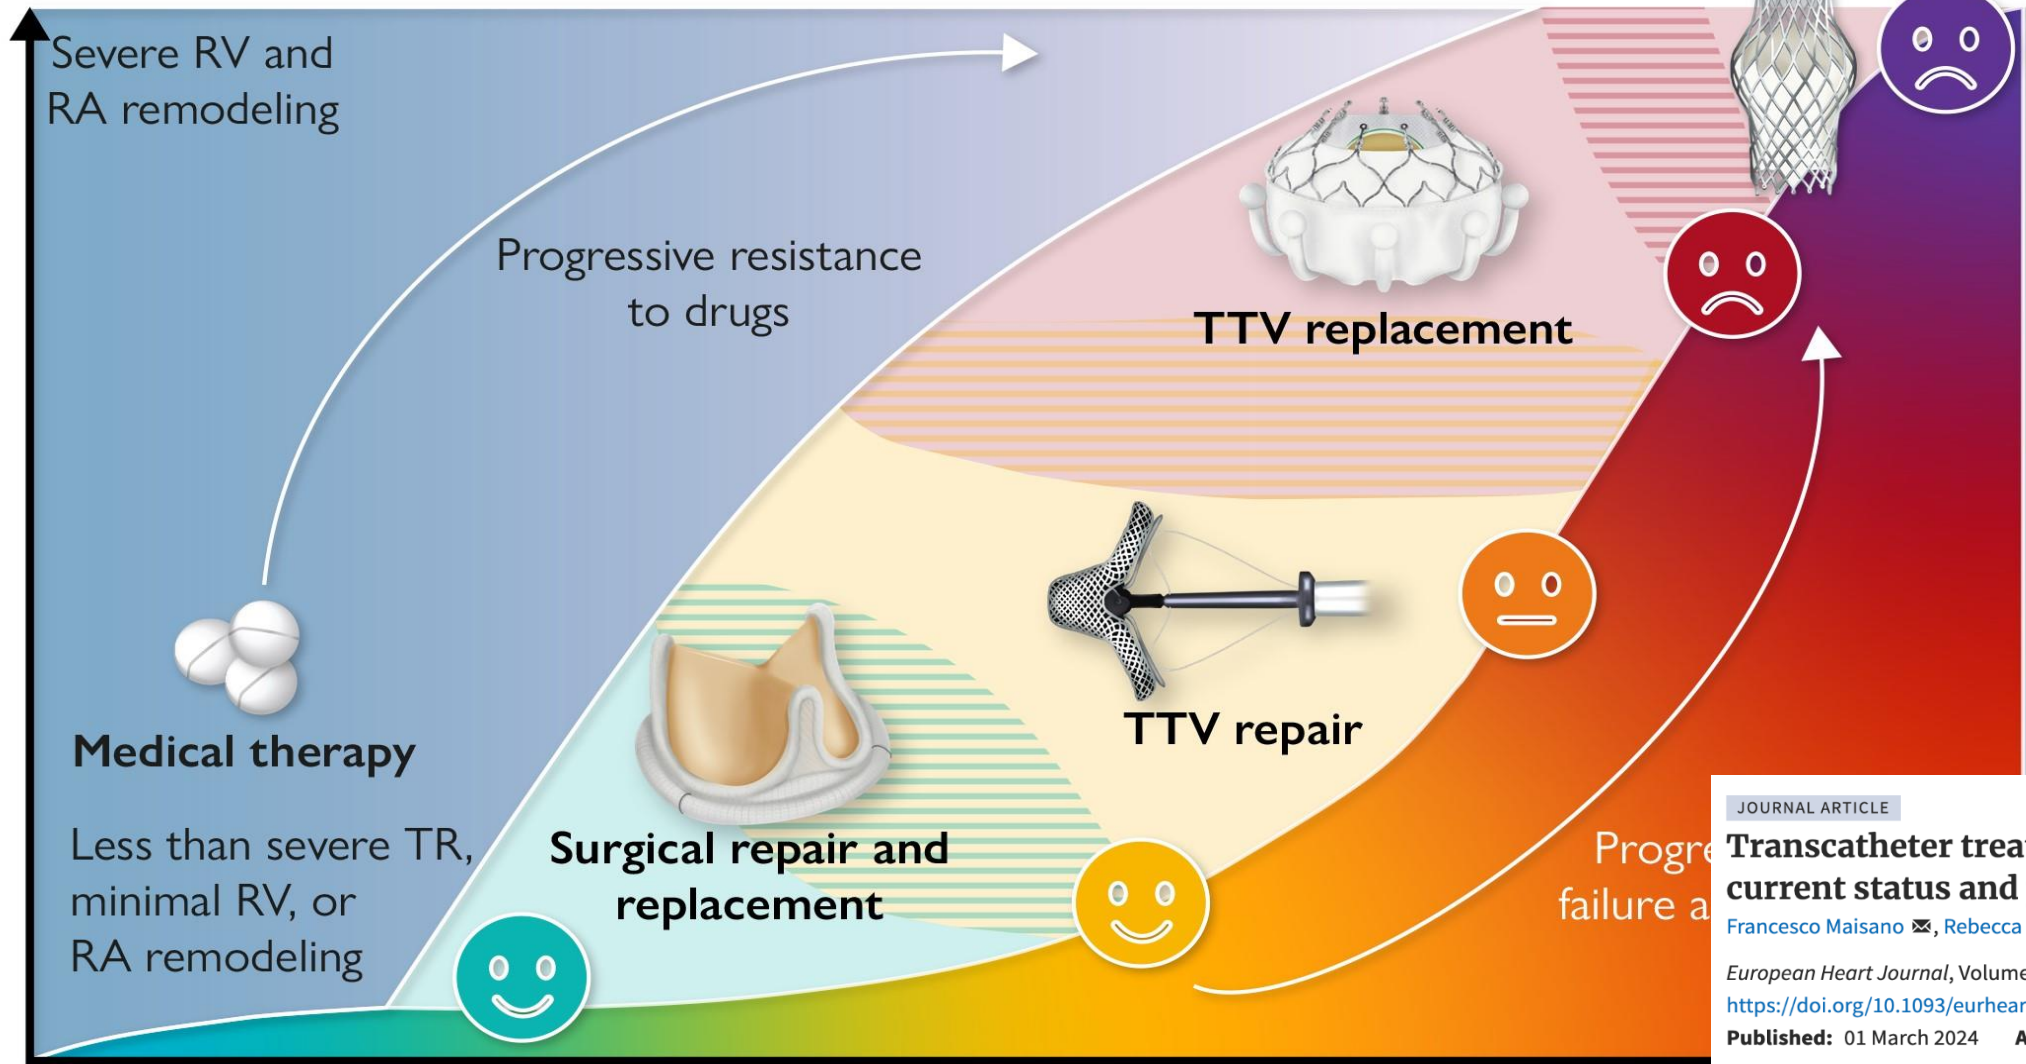 Severe RV and
RA remodeling
Progressive resistance
to drugs
TTV replacement
TTV repair
Medical therapy
Less than severe TR,
minimal RV, or
RA remodeling
Surgical repair and
replacement
failure
JOURNAL ARTICLE
Transcatheter
current status and
Francesco Maisano, Rebecca
European Heart Journal, Volume
https://doi.org/10.1093/eurhear
Published: 01 March 2024